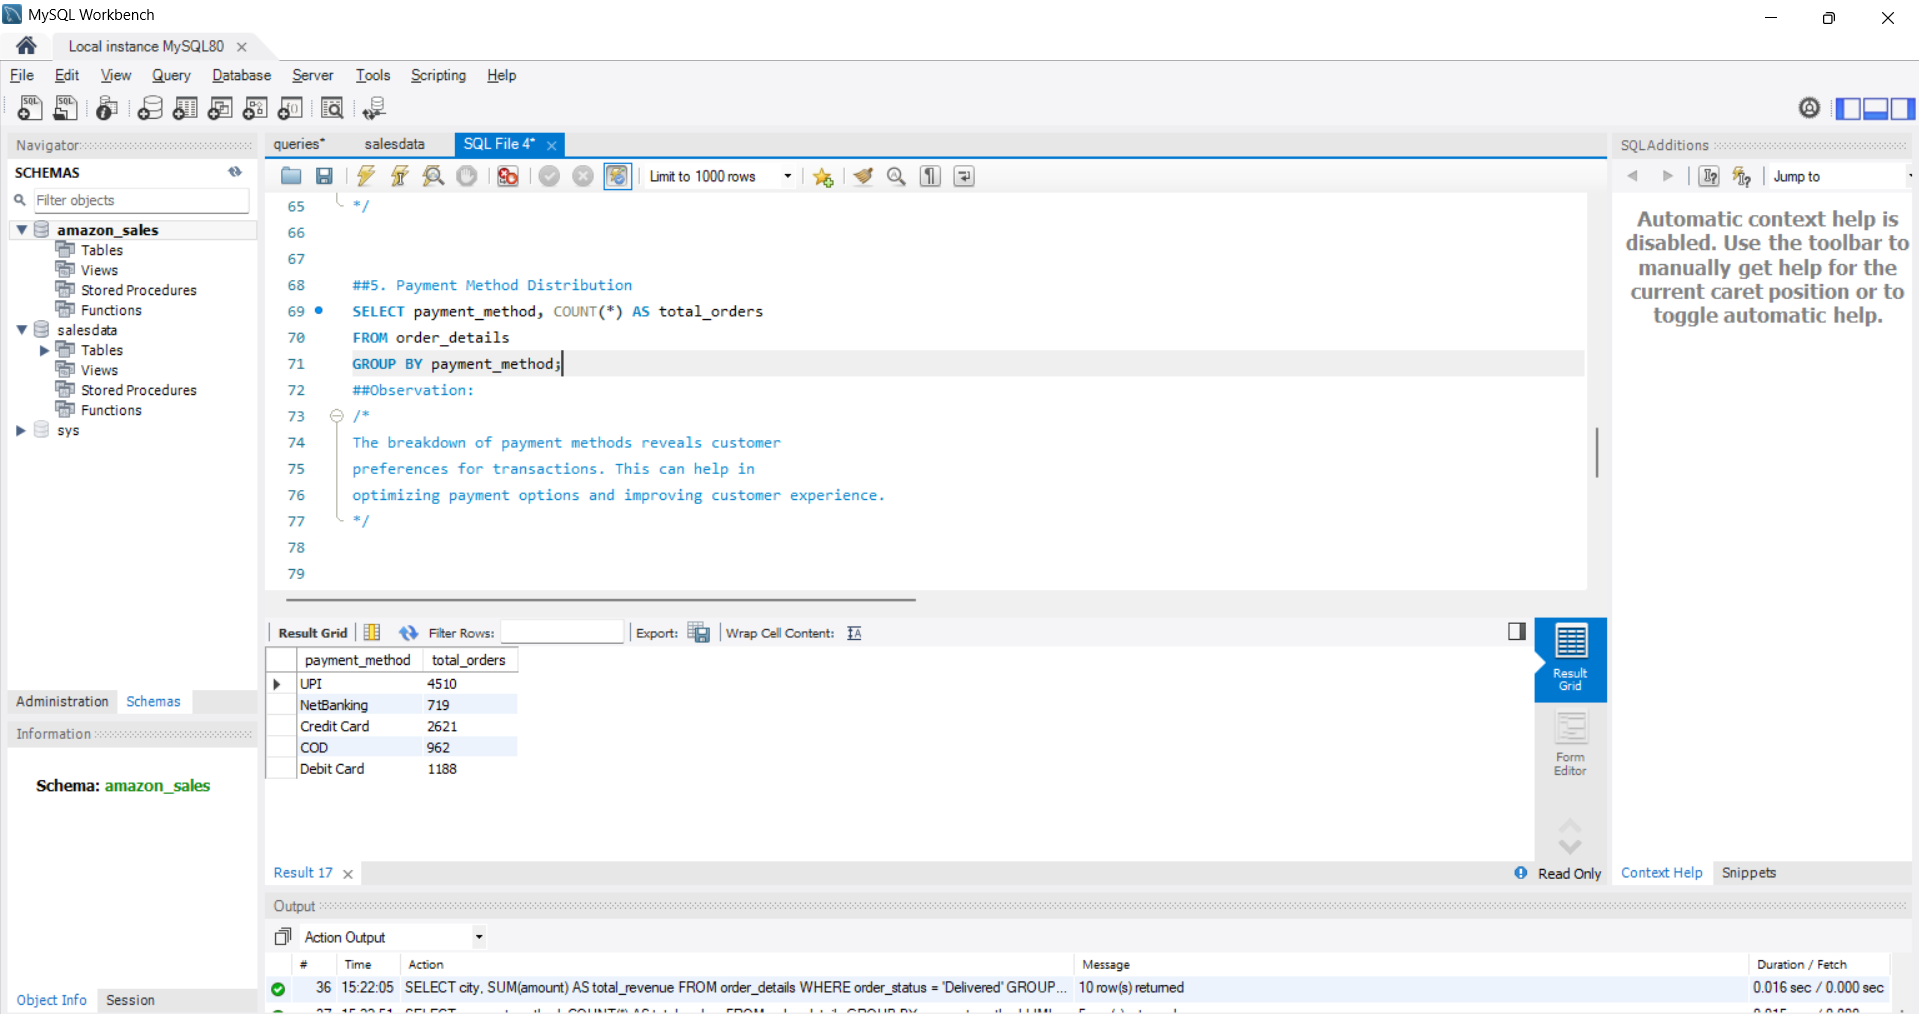 MySQL Workbench
Local instance MySQL80
File Edit View Query Database Server Tools Scripting Help
Navigator
SCHEMAS
Filter objects
amazon_sales
Tables
Views
Stored Procedures
Functions
salesdata
Tables
Views
Stored Procedures
Functions
sys
Administration Schemas
Information
Schema: amazon_sales
Object Info Session
queries* salesdata SQL File 4*
Limit to 1000 rows
65 */
66
67
68 ##5. Payment Method Distribution
69 SELECT payment_method, COUNT(*) AS total_orders
70 FROM order_details
71 GROUP BY payment_method;
72 ##Observation:
73 /*
74 The breakdown of payment methods reveals customer
75 preferences for transactions. This can help in
76 optimizing payment options and improving customer experience.
77 */
78
79
Result Grid Filter Rows: Export: Wrap Cell Content:
payment_method total_orders
UPI 4510
NetBanking 719
Credit Card 2621
COD 962
Debit Card 1188
Result Grid
Form Editor
Result 17 Read Only
SQLAdditions
Jump to
Automatic context help is
disabled. Use the toolbar to
manually get help for the
current caret position or to
toggle automatic help.
Context Help Snippets
Output
Action Output
# Time Action Message Duration / Fetch
36 15:22:05 SELECT city, SUM(amount) AS total_revenue FROM order_details WHERE order_status = 'Delivered' GROUP... 10 row(s) returned 0.016 sec / 0.000 sec